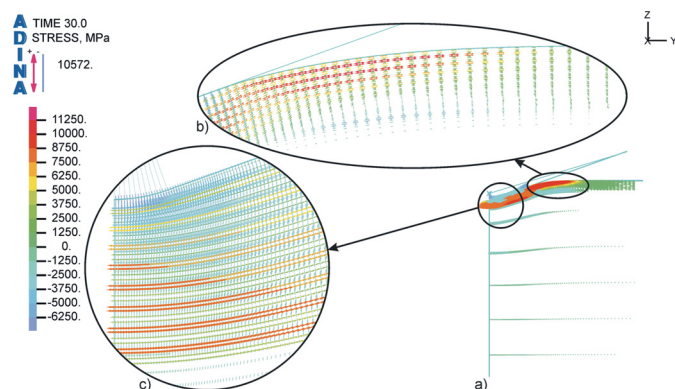 ADINA
TIME 30.0
STRESS, MPa
+ -
10572.
11250.
10000.
8750.
7500.
6250.
5000.
3750.
2500.
1250.
0.
-1250.
-2500.
-3750.
-5000.
-6250.
b)
c)
a)
Z
X Y